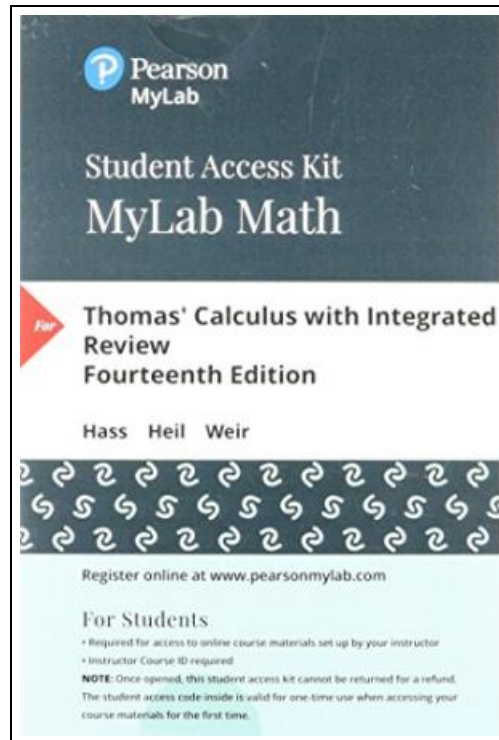 Pearson
MyLab
Student Access Kit
MyLab Math
For
Thomas' Calculus with Integrated
Review
Fourteenth Edition
Hass Heil Weir
Register online at www.pearsonmylab.com
For Students
• Required for access to online course materials set up by your instructor
• Instructor Course ID required
NOTE: Once opened, this student access kit cannot be returned for a refund.
The student access code inside is valid for one-time use when accessing your
course materials for the first time.